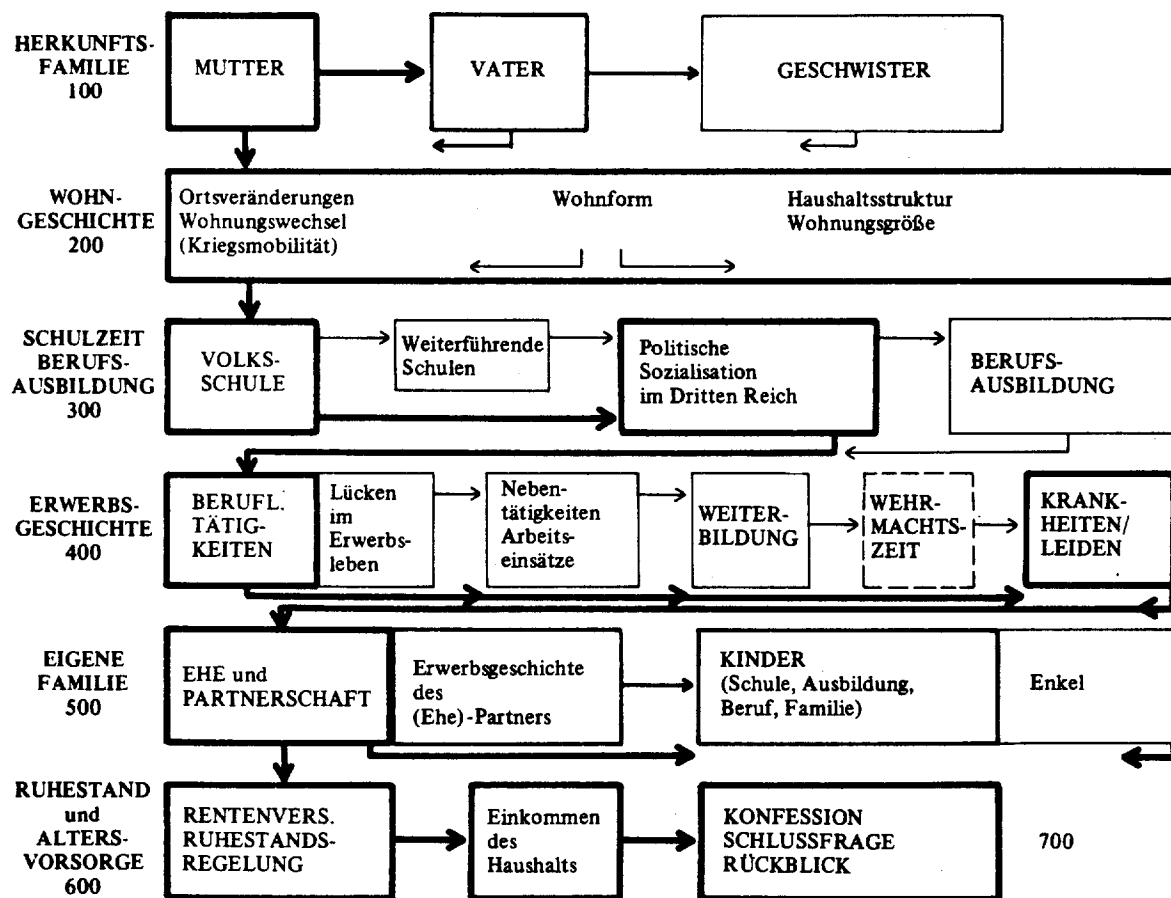 HERKUNFTS-
FAMILIE
100
MUTTER
VATER
GESCHWISTER
WOHN-
GESCHICHTE
200
Ortsveränderungen
Wohnungswechsel
(Kriegsmobilität)
Wohnform
Haushaltsstruktur
Wohnungsgröße
SCHULZEIT
BERUFS-
AUSBILDUNG
300
VOLKS-
SCHULE
Weiterführende
Schulen
Politische
Sozialisation
im Dritten Reich
BERUFS-
AUSBILDUNG
ERWERBS-
GESCHICHTE
400
BERUFL.
TÄTIG-
KEITEN
Lücken
im
Erwerbs-
leben
Neben-
tätigkeiten
Arbeits-
einsätze
WEITER-
BILDUNG
WEHR-
MACHTS-
ZEIT
KRANK-
HEITEN/
LEIDEN
EIGENE
FAMILIE
500
EHE und
PARTNERSCHAFT
Erwerbsgeschichte
des
(Ehe)-Partners
KINDER
(Schule, Ausbildung,
Beruf, Familie)
Enkel
RUHESTAND
und
ALTERS-
VORSORGE
600
RENTENVERS.
RUHESTANDS-
REGELUNG
Einkommen
des
Haushalts
KONFESSION
SCHLUSSFRAGE
RÜCKBLICK
700